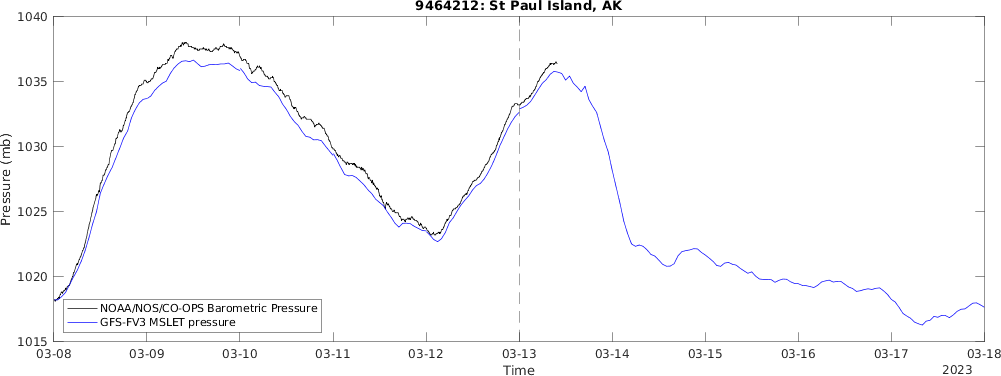 9464212: St Paul Island, AK
Pressure (mb)
1040
1035
1030
1025
1020
1015
NOAA/NOS/CO-OPS Barometric Pressure
GFS-FV3 MSLET pressure
03-08 03-09 03-10 03-11 03-12 03-13 03-14 03-15 03-16 03-17 03-18
Time
2023